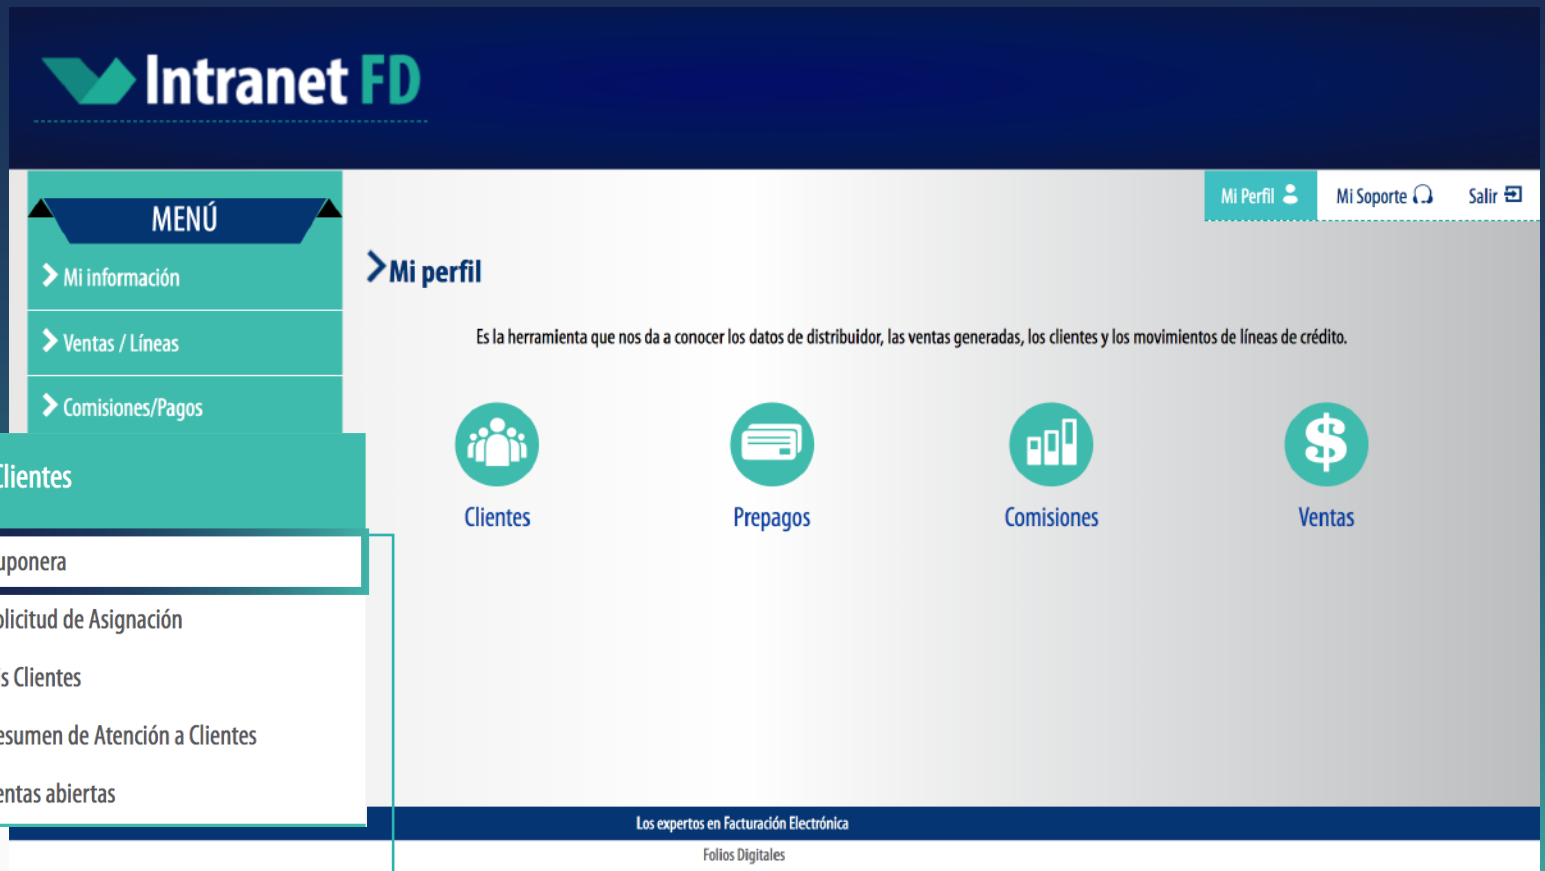 Intranet FD
Mi Perfil
Mi Soporte
Salir
MENÚ
Mi información
Ventas / Líneas
Comisiones/Pagos
Clientes
uponera
olicitud de Asignación
is Clientes
esumen de Atención a Clientes
entas abiertas
Mi perfil
Es la herramienta que nos da a conocer los datos de distribuidor, las ventas generadas, los clientes y los movimientos de líneas de crédito.
Clientes
Prepagos
Comisiones
Ventas
Los expertos en Facturación Electrónica
Folios Digitales